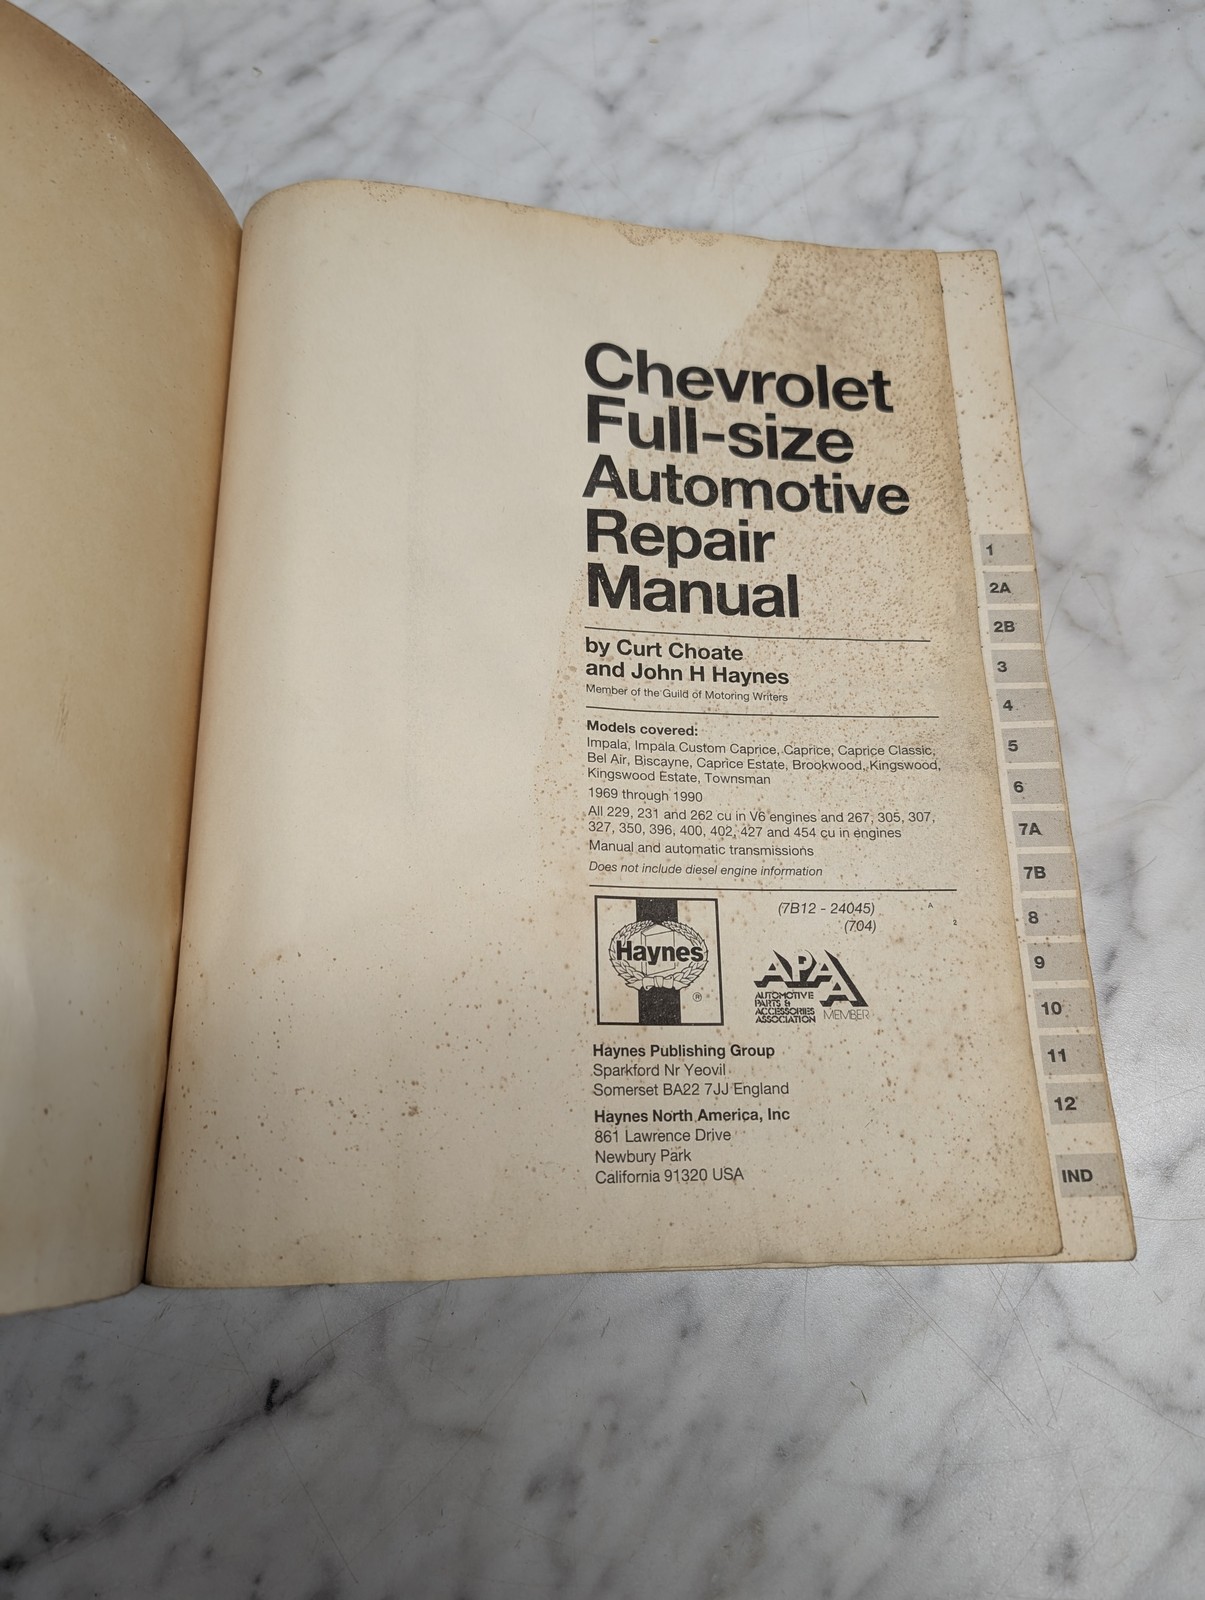 Chevrolet
Full-size
Automotive
Repair
Manual
by Curt Choate
and John H Haynes
Member of the Guild of Motoring Writers
Models covered:
Impala, Impala Custom Caprice, Caprice, Caprice Classic,
Bel Air, Biscayne, Caprice Estate, Brookwood, Kingswood,
Kingswood Estate, Townsman
1969 through 1990
All 229, 231 and 262 cu in V6 engines and 267, 305, 307,
327, 350, 396, 400, 402, 427 and 454 cu in engines
Manual and automatic transmissions
Does not include diesel engine information
(7B12 - 24045)
(704)
A
2
Haynes
®
APAA
AUTOMOTIVE
PARTS &
ACCESSORIES
ASSOCIATION
MEMBER
Haynes Publishing Group
Sparkford Nr Yeovil
Somerset BA22 7JJ England
Haynes North America, Inc
861 Lawrence Drive
Newbury Park
California 91320 USA
1
2A
2B
3
4
5
6
7A
7B
8
9
10
11
12
IND